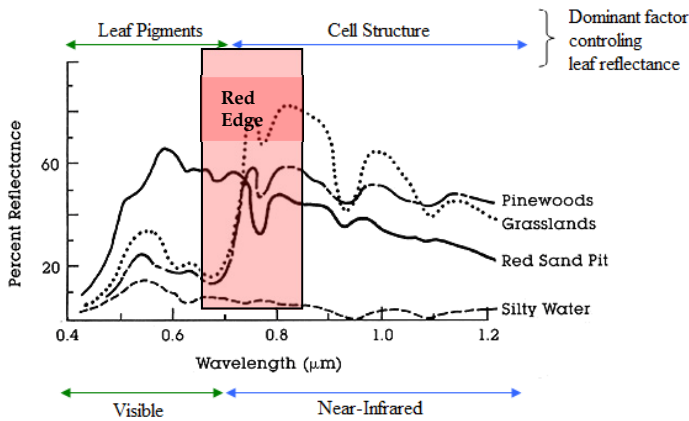 Leaf Pigments
Cell Structure
Dominant factor
controling
leaf reflectance
Red
Edge
Percent Reflectance
60
20
Pinewoods
Grasslands
Red Sand Pit
Silty Water
0.4
0.6
0.8
1.0
1.2
Wavelength (μm)
Visible
Near-Infrared